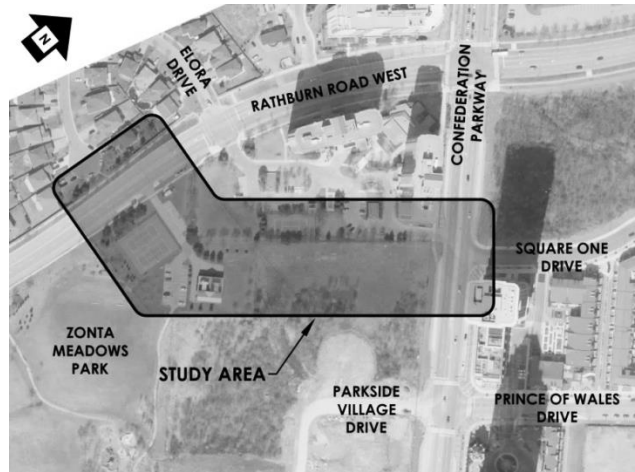 N
ELORA
DRIVE
RATHBURN ROAD WEST
CONFEDERATION
PARKWAY
SQUARE ONE
DRIVE
ZONTA
MEADOWS
PARK
STUDY AREA
PARKSIDE
VILLAGE
DRIVE
PRINCE OF WALES
DRIVE